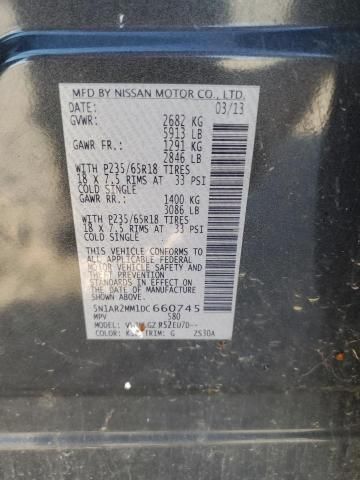 MFD BY NISSAN MOTOR CO., LTD.
DATE: 03/13
GVWR: 2682 KG
5913 LB
GAWR FR.: 1291 KG
2846 LB
WITH P235/65R18 TIRES
18 X 7.5 RIMS AT 33 PSI
COLD SINGLE
GAWR RR.: 1400 KG
3086 LB
WITH P235/65R18 TIRES
18 X 7.5 RIMS AT 33 PSI
COLD SINGLE
THIS VEHICLE CONFORMS TO
ALL APPLICABLE FEDERAL
MOTOR VEHICLE SAFETY
STANDARDS IN EFFECT ON
THE DATE OF MANUFACTURE
SHOWN ABOVE.
5N1AR2MM1DC660745
MPV 580
MODEL: R52EU7D--
COLOR: TRIM: G ZS30A